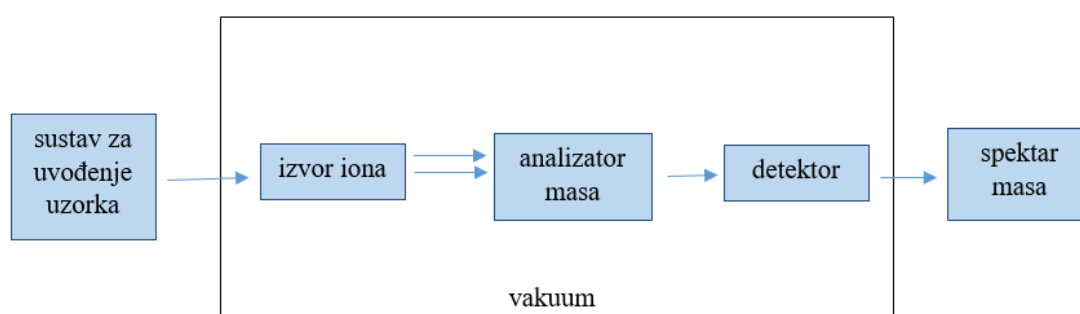 sustav za
uvođenje
uzorka
izvor iona
analizator
masa
detektor
spektar
masa
vakuum